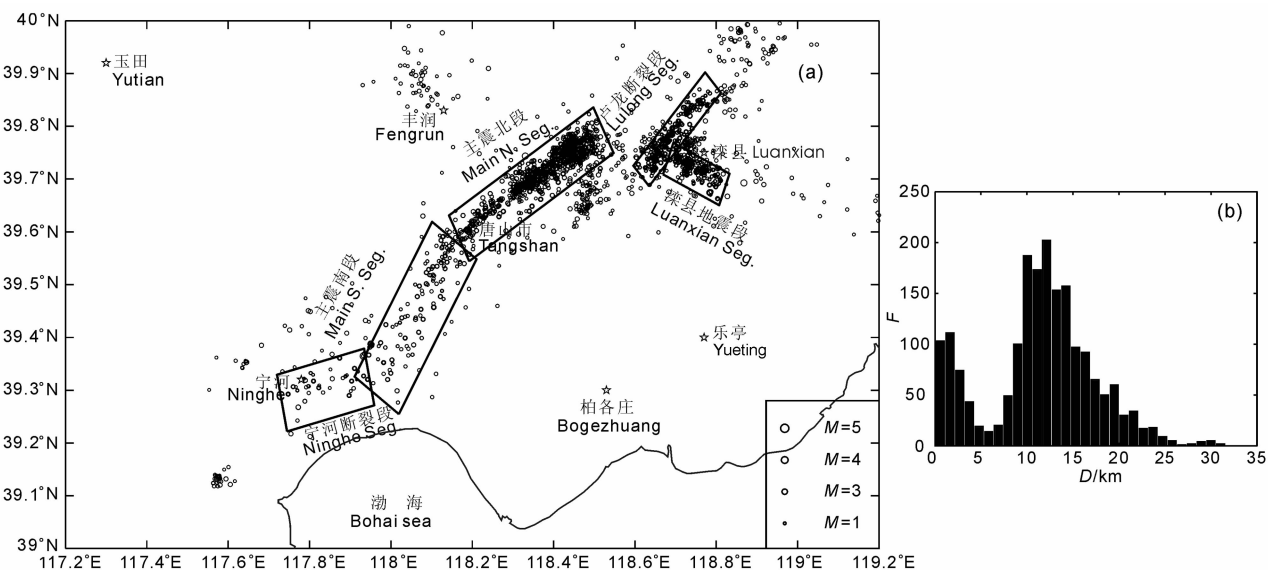 40°N
39.9°N
39.8°N
39.7°N
39.6°N
39.5°N
39.4°N
39.3°N
39.2°N
39.1°N
39°N
117.2°E
117.4°E
117.6°E
117.8°E
118°E
118.2°E
118.4°E
118.6°E
118.8°E
119°E
119.2°E
(a)
玉田
Yutian
丰润
Fengrun
主震北段
Main N. Seg.
卢龙断裂段
Lulong Seg.
滦县 Luanxian
滦县地震段
Luanxian Seg.
唐山市
Tangshan
主震南段
Main S. Seg.
宁河
Ninghe
宁河断裂段
Ninghe Seg.
乐亭
Yueting
柏各庄
Bogezhuang
渤 海
Bohai sea
M=5
M=4
M=3
M=1
(b)
F
250
200
150
100
50
0
0
5
10
15
20
25
30
35
D/km